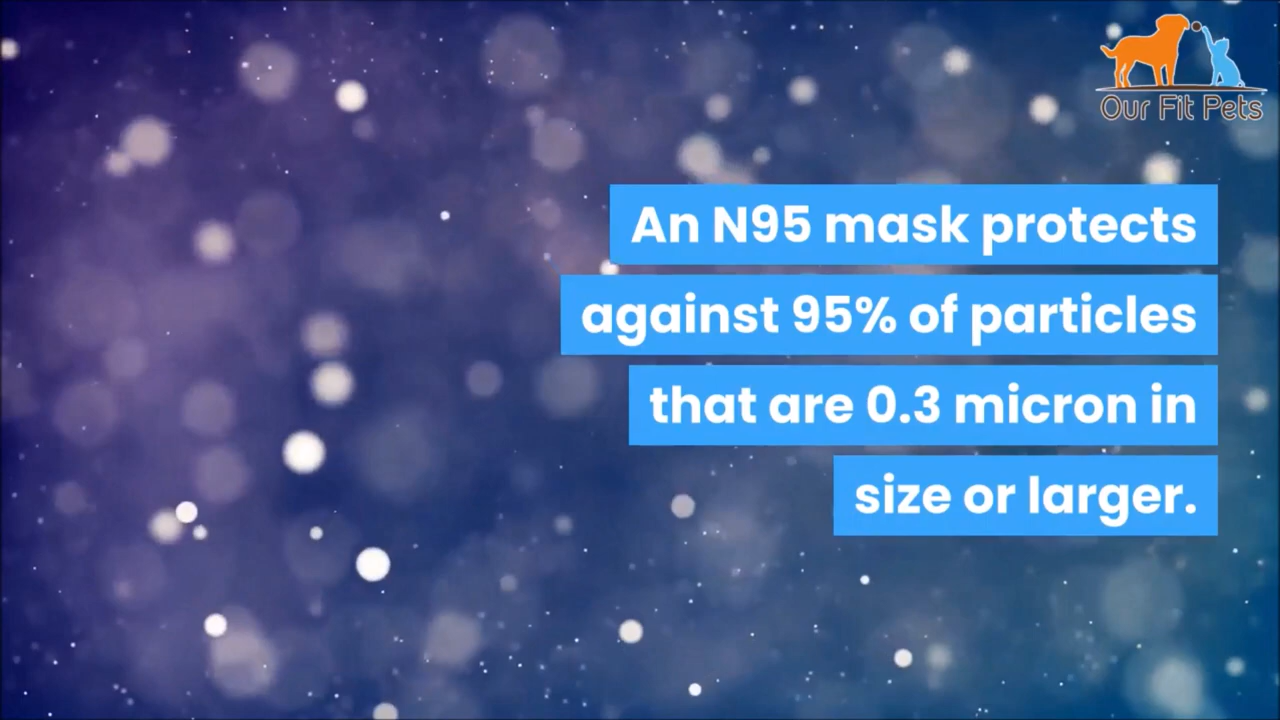 Our Fit Pets
An N95 mask protects
against 95% of particles
that are 0.3 micron in
size or larger.